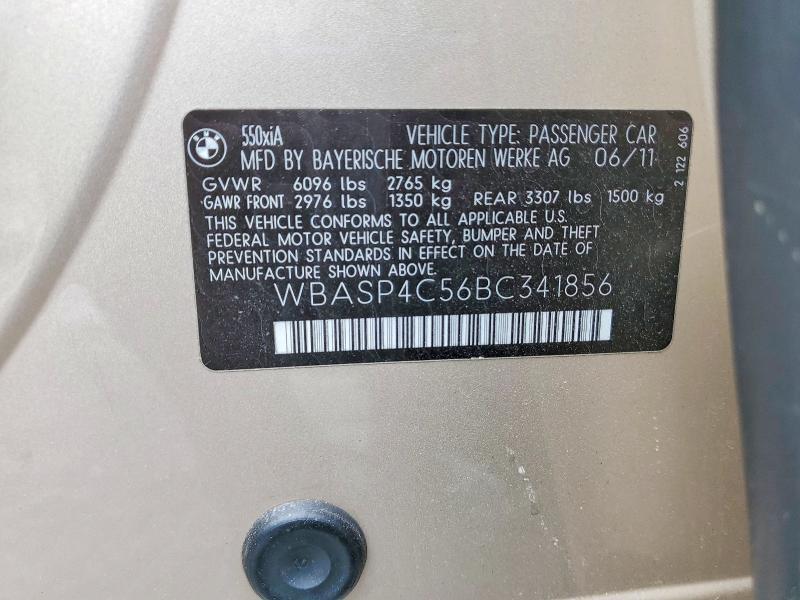 BMW
550xiA VEHICLE TYPE: PASSENGER CAR
MFD BY BAYERISCHE MOTOREN WERKE AG 06/11
GVWR 6096 lbs 2765 kg
GAWR FRONT 2976 lbs 1350 kg REAR 3307 lbs 1500 kg
THIS VEHICLE CONFORMS TO ALL APPLICABLE U.S.
FEDERAL MOTOR VEHICLE SAFETY, BUMPER AND THEFT
PREVENTION STANDARDS IN EFFECT ON THE DATE OF
MANUFACTURE SHOWN ABOVE.
WBASP4C56BC341856
2 122 606